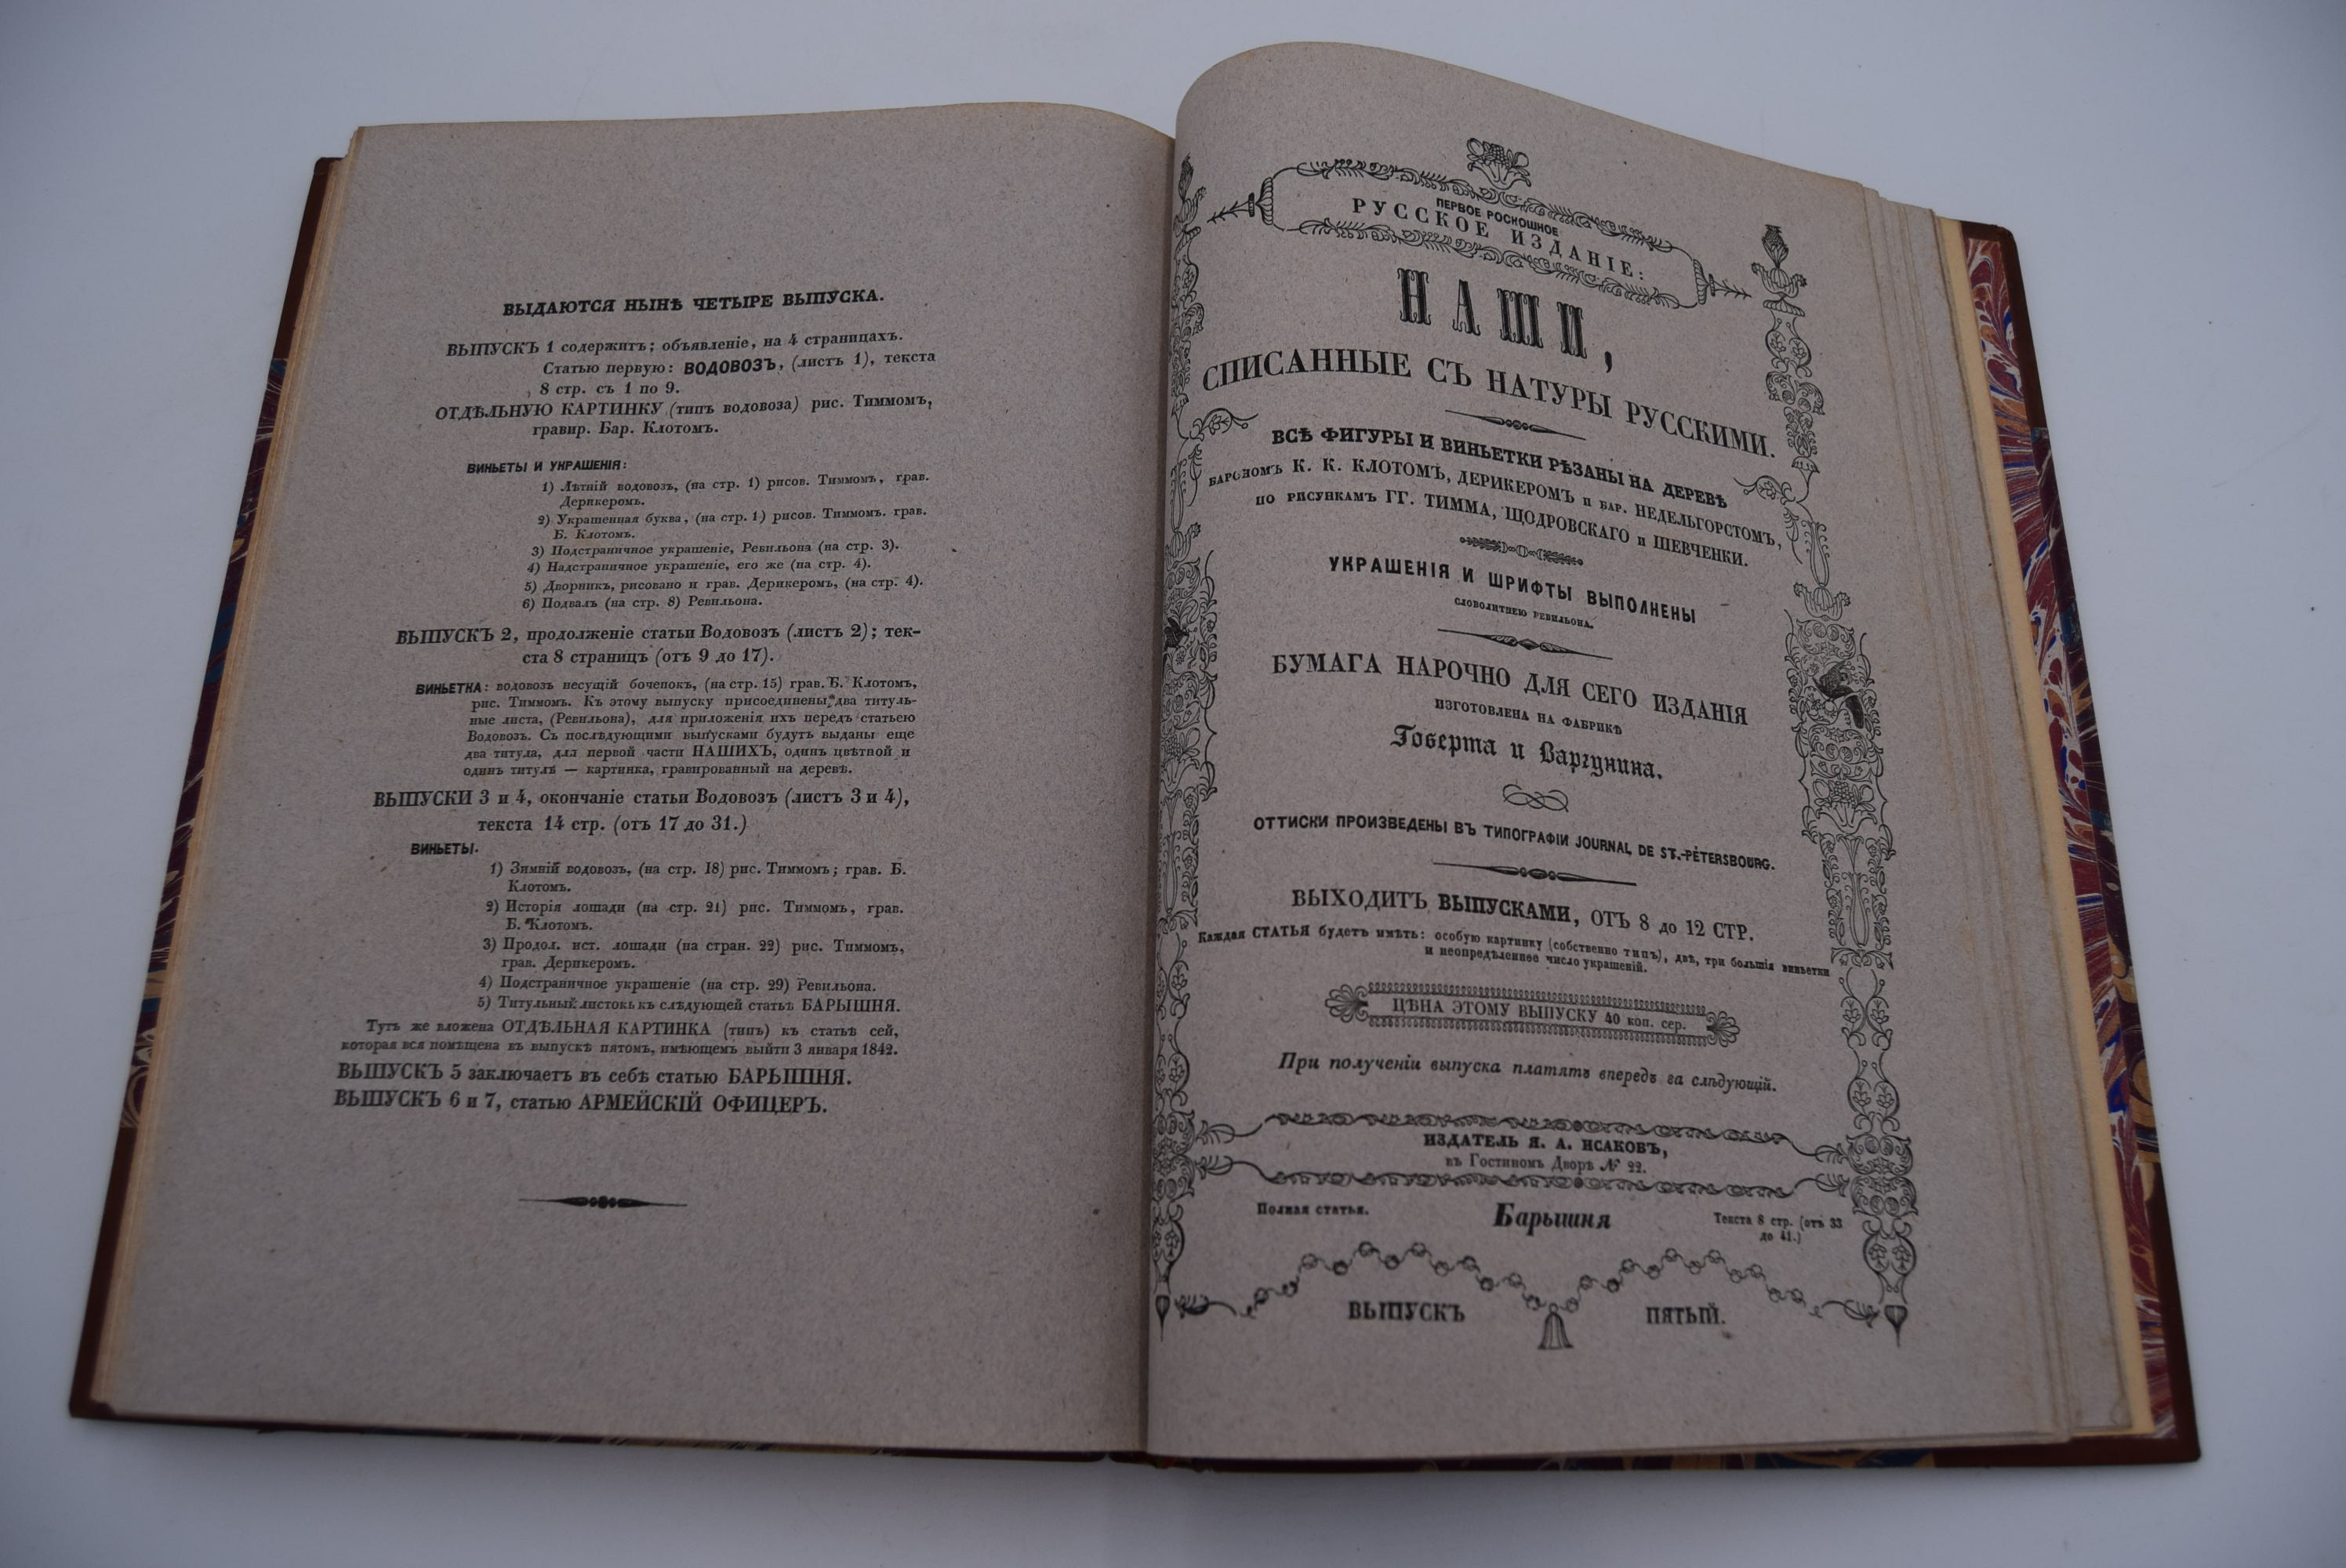 ВЫДАЮТСЯ НЫНѢ ЧЕТЫРЕ ВЫПУСКА.
ВЫПУСКЪ 1 содержитъ; объявленіе, на 4 страницахъ.
Статью первую: ВОДОВОЗЪ, (листъ 1), текста
8 стр. съ 1 по 9.
ОТДѢЛЬНУЮ КАРТИНКУ (типъ водовоза) рис. Тиммомъ,
гравир. Бар. Клотомъ.
ВИНЬЕТЫ И УКРАШЕНІЯ:
1) Лѣтній водовозъ, (на стр. 1) рисов. Тиммомъ, грав.
Дерикеромъ.
2) Украшенная буква, (на стр. 1) рисов. Тиммомъ. грав.
Б. Клотомъ.
3) Подстраничное украшеніе, Ревильона (на стр. 3).
4) Надстраничное украшеніе, его же (на стр. 4).
5) Дворникъ, рисовано и грав. Дерикеромъ, (на стр. 4).
6) Подвалъ (на стр. 8) Ревильона.
ВЫПУСКЪ 2, продолженіе статьи Водовозъ (листъ 2); тек-
ста 8 страницъ (отъ 9 до 17).
ВИНЬЕТКА: водовозъ несущій боченокъ, (на стр. 15) грав. Б. Клотомъ,
рис. Тиммомъ. Къ этому выпуску присоединены два титуль-
ные листа, (Ревильона), для приложенія ихъ передъ статьею
Водовозъ. Съ послѣдующими выпусками будутъ выданы еще
два титула, для первой части НАШИХЪ, одинъ цвѣтной и
одинъ титулъ — картинка, гравированный на деревѣ.
ВЫПУСКИ 3 и 4, окончаніе статьи Водовозъ (листъ 3 и 4),
текста 14 стр. (отъ 17 до 31.)
ВИНЬЕТЫ.
1) Зимній водовозъ, (на стр. 18) рис. Тиммомъ; грав. Б.
Клотомъ.
2) Исторія лошади (на стр. 21) рис. Тиммомъ, грав.
Б. Клотомъ.
3) Продол. ист. лошади (на стран. 22) рис. Тиммомъ,
грав. Дерикеромъ.
4) Подстраничное украшеніе (на стр. 29) Ревильона.
5) Титульный листокъ къ слѣдующей статьѣ БАРЫШНЯ.
Тутъ же вложена ОТДѢЛЬНАЯ КАРТИНКА (типъ) къ статьѣ сей,
которая вся помѣщена въ выпускѣ пятомъ, имѣющемъ выйти 3 января 1842.
ВЫПУСКЪ 5 заключаетъ въ себѣ статью БАРЫШНЯ.
ВЫПУСКЪ 6 и 7, статью АРМЕЙСКІЙ ОФИЦЕРЪ.
ПЕРВОЕ РОСКОШНОЕ
РУССКОЕ ИЗДАНІЕ:
НАШИ,
СПИСАННЫЕ СЪ НАТУРЫ РУССКИМИ.
ВСѢ ФИГУРЫ И ВИНЬЕТКИ РѢЗАНЫ НА ДЕРЕВѢ
БАРОНОМЪ К. К. КЛОТОМЪ, ДЕРИКЕРОМЪ и БАР. НЕДЕЛЬГОРСТОМЪ,
ПО РИСУНКАМЪ ГГ. ТИММА, ЩОДРОВСКАГО и ШЕВЧЕНКИ.
УКРАШЕНІЯ И ШРИФТЫ ВЫПОЛНЕНЫ
СЛОВОЛИТНЕЮ РЕВИЛЬОНА.
БУМАГА НАРОЧНО ДЛЯ СЕГО ИЗДАНІЯ
ИЗГОТОВЛЕНА НА ФАБРИКѢ
Говерта и Варгунина.
ОТТИСКИ ПРОИЗВЕДЕНЫ ВЪ ТИПОГРАФІИ JOURNAL DE ST.-PÉTERSBOURG.
ВЫХОДИТЪ ВЫПУСКАМИ, ОТЪ 8 до 12 СТР.
Каждая СТАТЬЯ будетъ имѣть: особую картинку (собственно типъ), двѣ, три большія виньетки
и неопредѣленное число украшеній.
ЦѢНА ЭТОМУ ВЫПУСКУ 40 коп. сер.
При полученіи выпуска платятъ впередъ за слѣдующій.
ИЗДАТЕЛЬ Я. А. ИСАКОВЪ,
въ Гостиномъ Дворѣ № 22.
Полная статья. Барышня Текста 8 стр. (отъ 33
до 41.)
ВЫПУСКЪ ПЯТЫЙ.